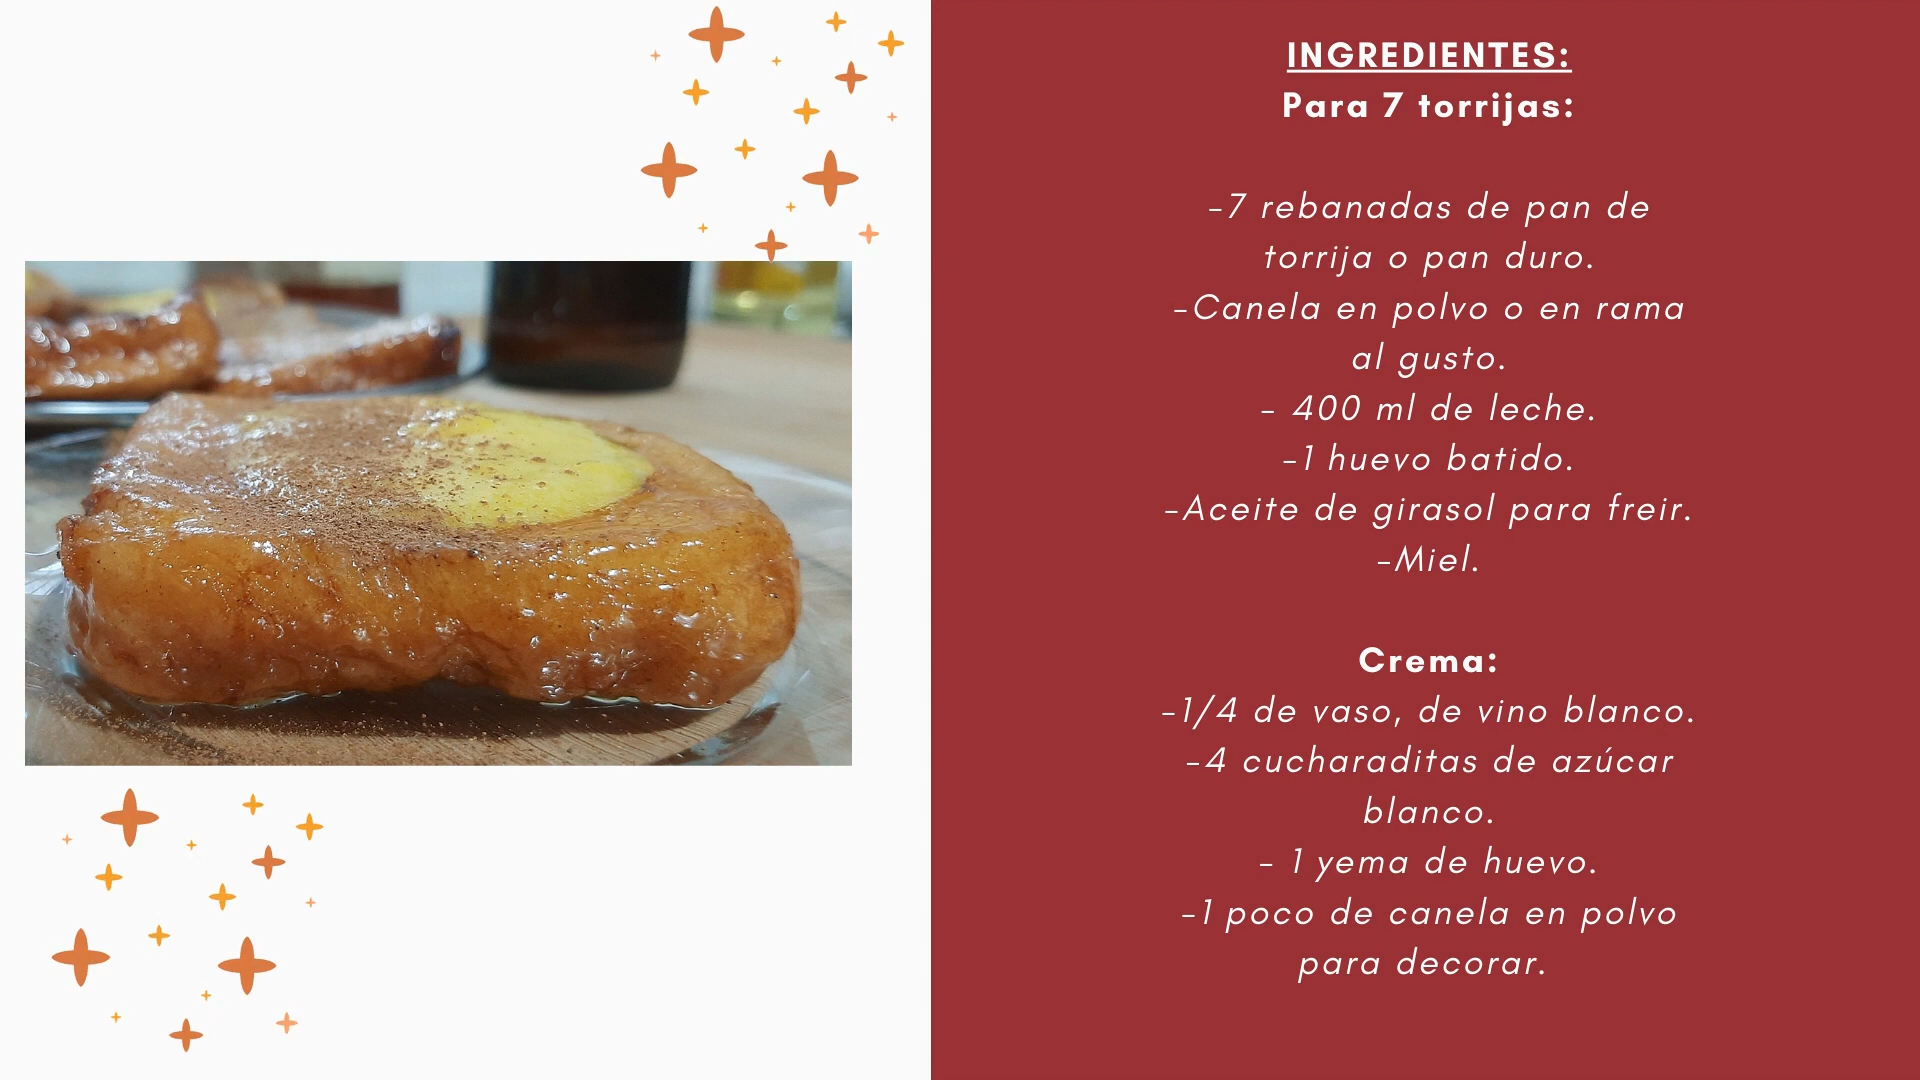 INGREDIENTES:
Para 7 torrijas:
-7 rebanadas de pan de
torrija o pan duro.
-Canela en polvo o en rama
al gusto.
- 400 ml de leche.
-1 huevo batido.
-Aceite de girasol para freir.
-Miel.
Crema:
-1/4 de vaso, de vino blanco.
-4 cucharaditas de azúcar
blanco.
- 1 yema de huevo.
-1 poco de canela en polvo
para decorar.